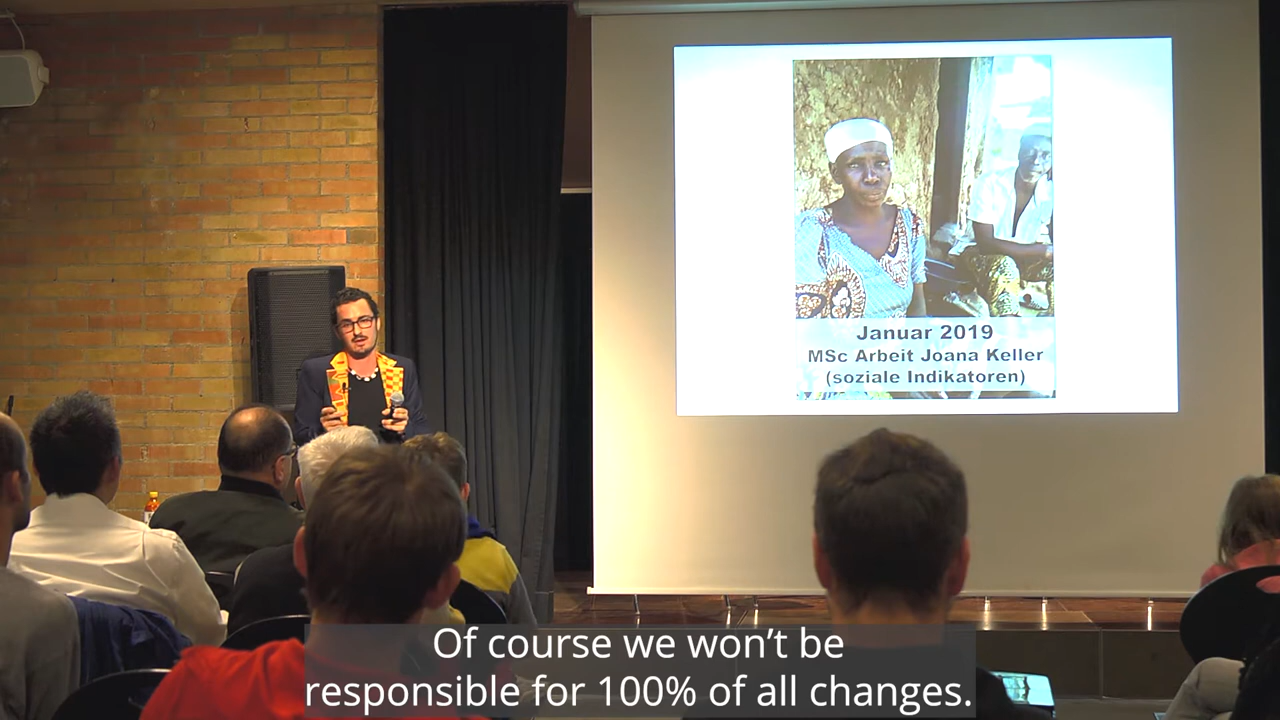 Januar 2019
MSc Arbeit Joana Keller
(soziale Indikatoren)
Of course we won’t be
responsible for 100% of all changes.